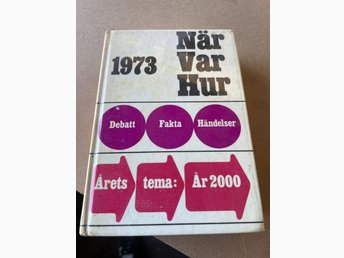 När
1973 Var
Hur
Debatt Fakta Händelser
Årets tema: År 2000